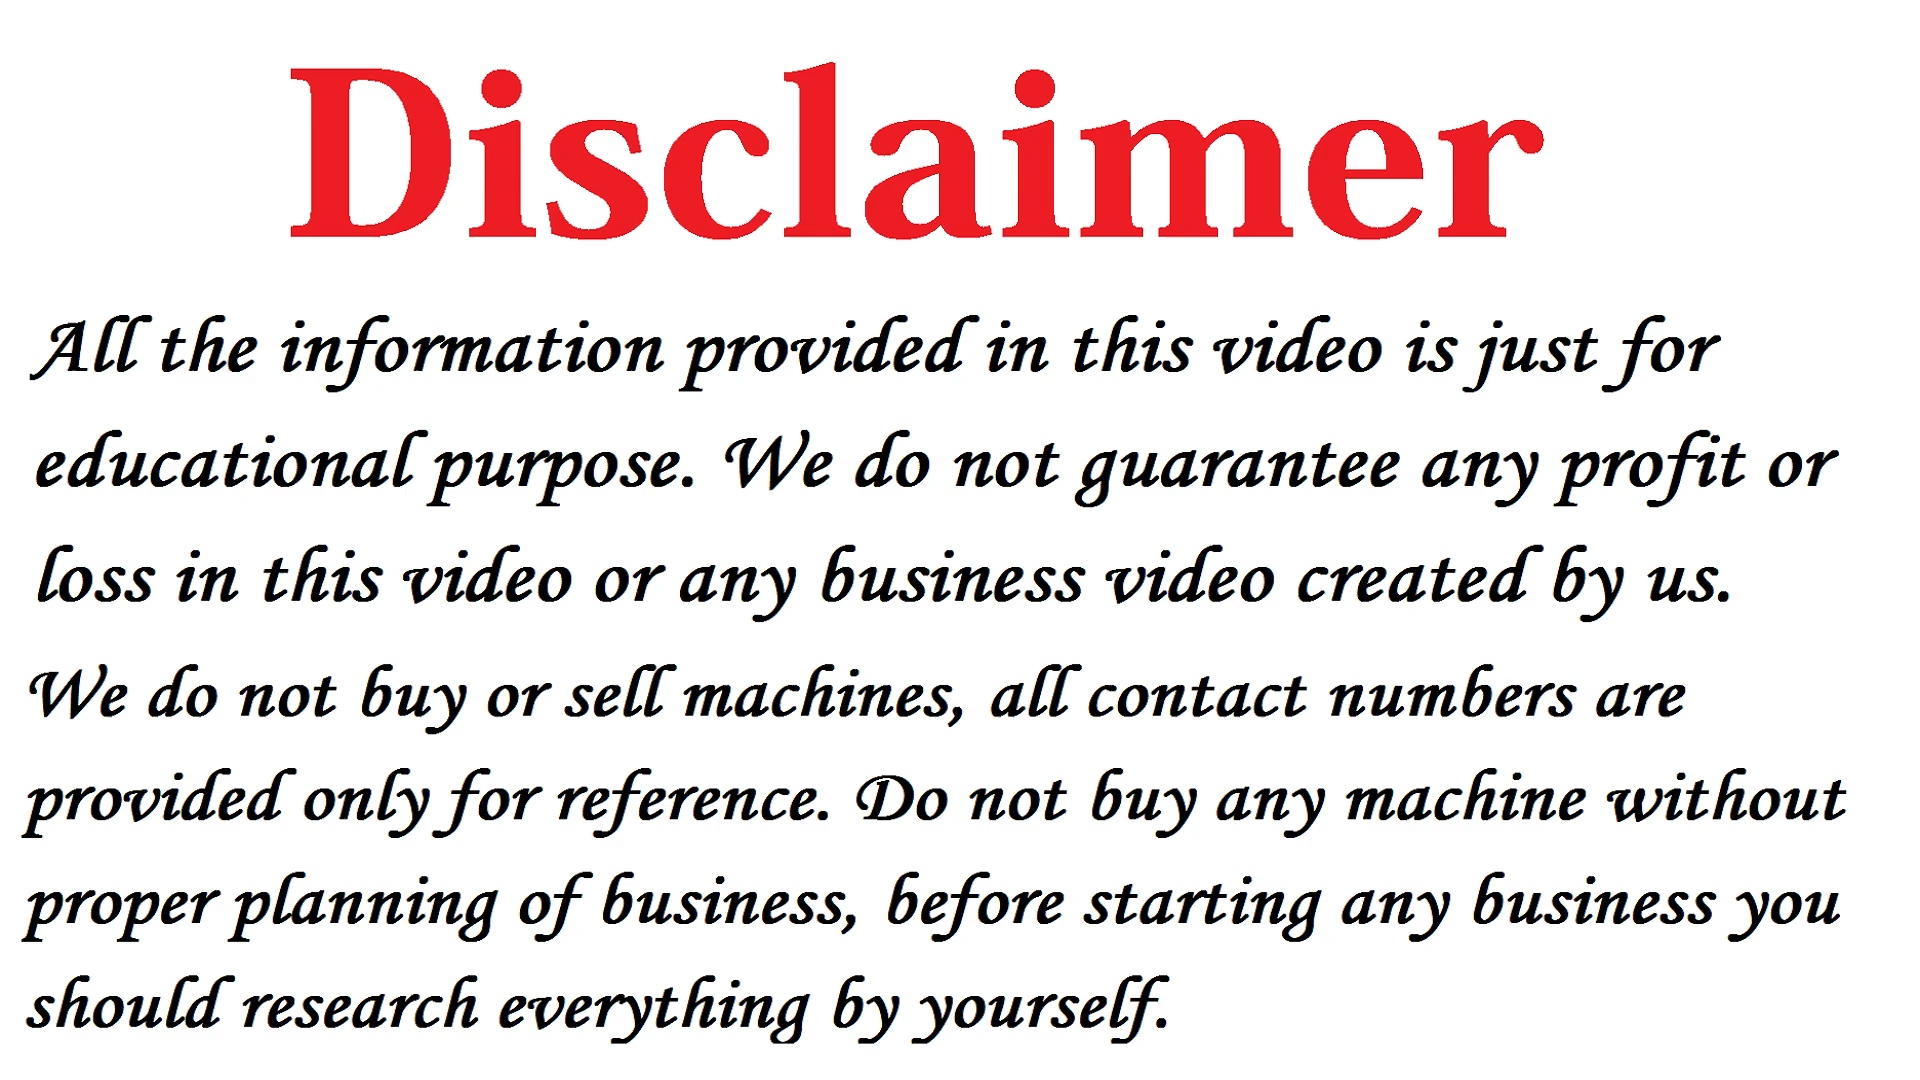 Disclaimer
All the information provided in this video is just for
educational purpose. We do not guarantee any profit or
loss in this video or any business video created by us.
We do not buy or sell machines, all contact numbers are
provided only for reference. Do not buy any machine without
proper planning of business, before starting any business you
should research everything by yourself.